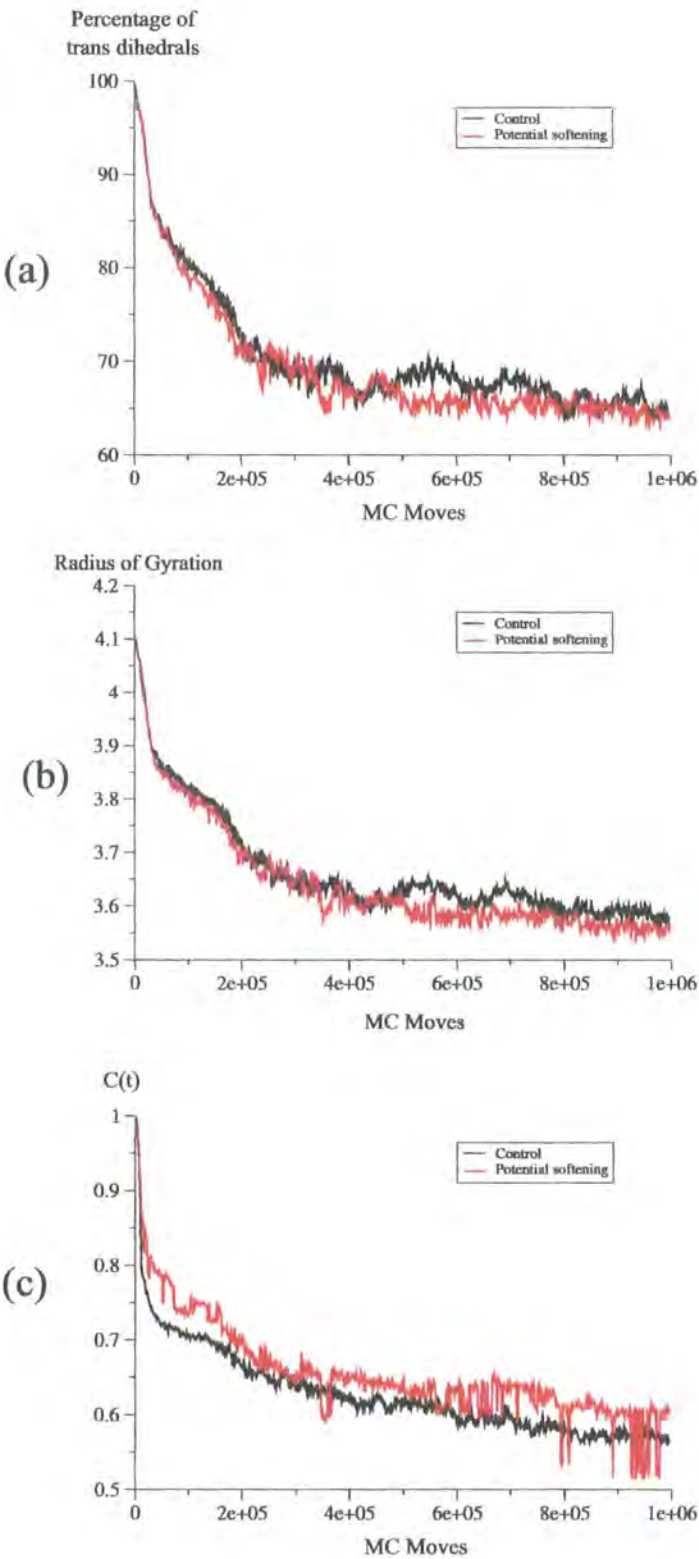 Percentage of
trans dihedrals
100
Control
Potential softening
90
(a)
80
70
60
0 2e+05 4e+05 6e+05 8e+05 1e+06
MC Moves
Radius of Gyration
4.2
Control
Potential softening
4.1
4
3.9
(b)
3.8
3.7
3.6
3.5
0 2e+05 4e+05 6e+05 8e+05 1e+06
MC Moves
C(t)
1
Control
Potential softening
0.9
0.8
(c)
0.7
0.6
0.5
0 2e+05 4e+05 6e+05 8e+05 1e+06
MC Moves